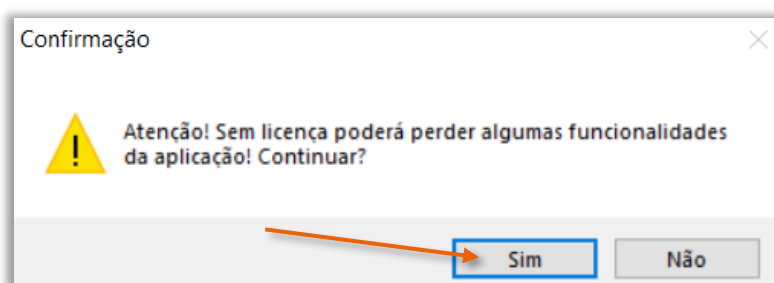 Confirmação
Atenção! Sem licença poderá perder algumas funcionalidades
da aplicação! Continuar?
Sim Não